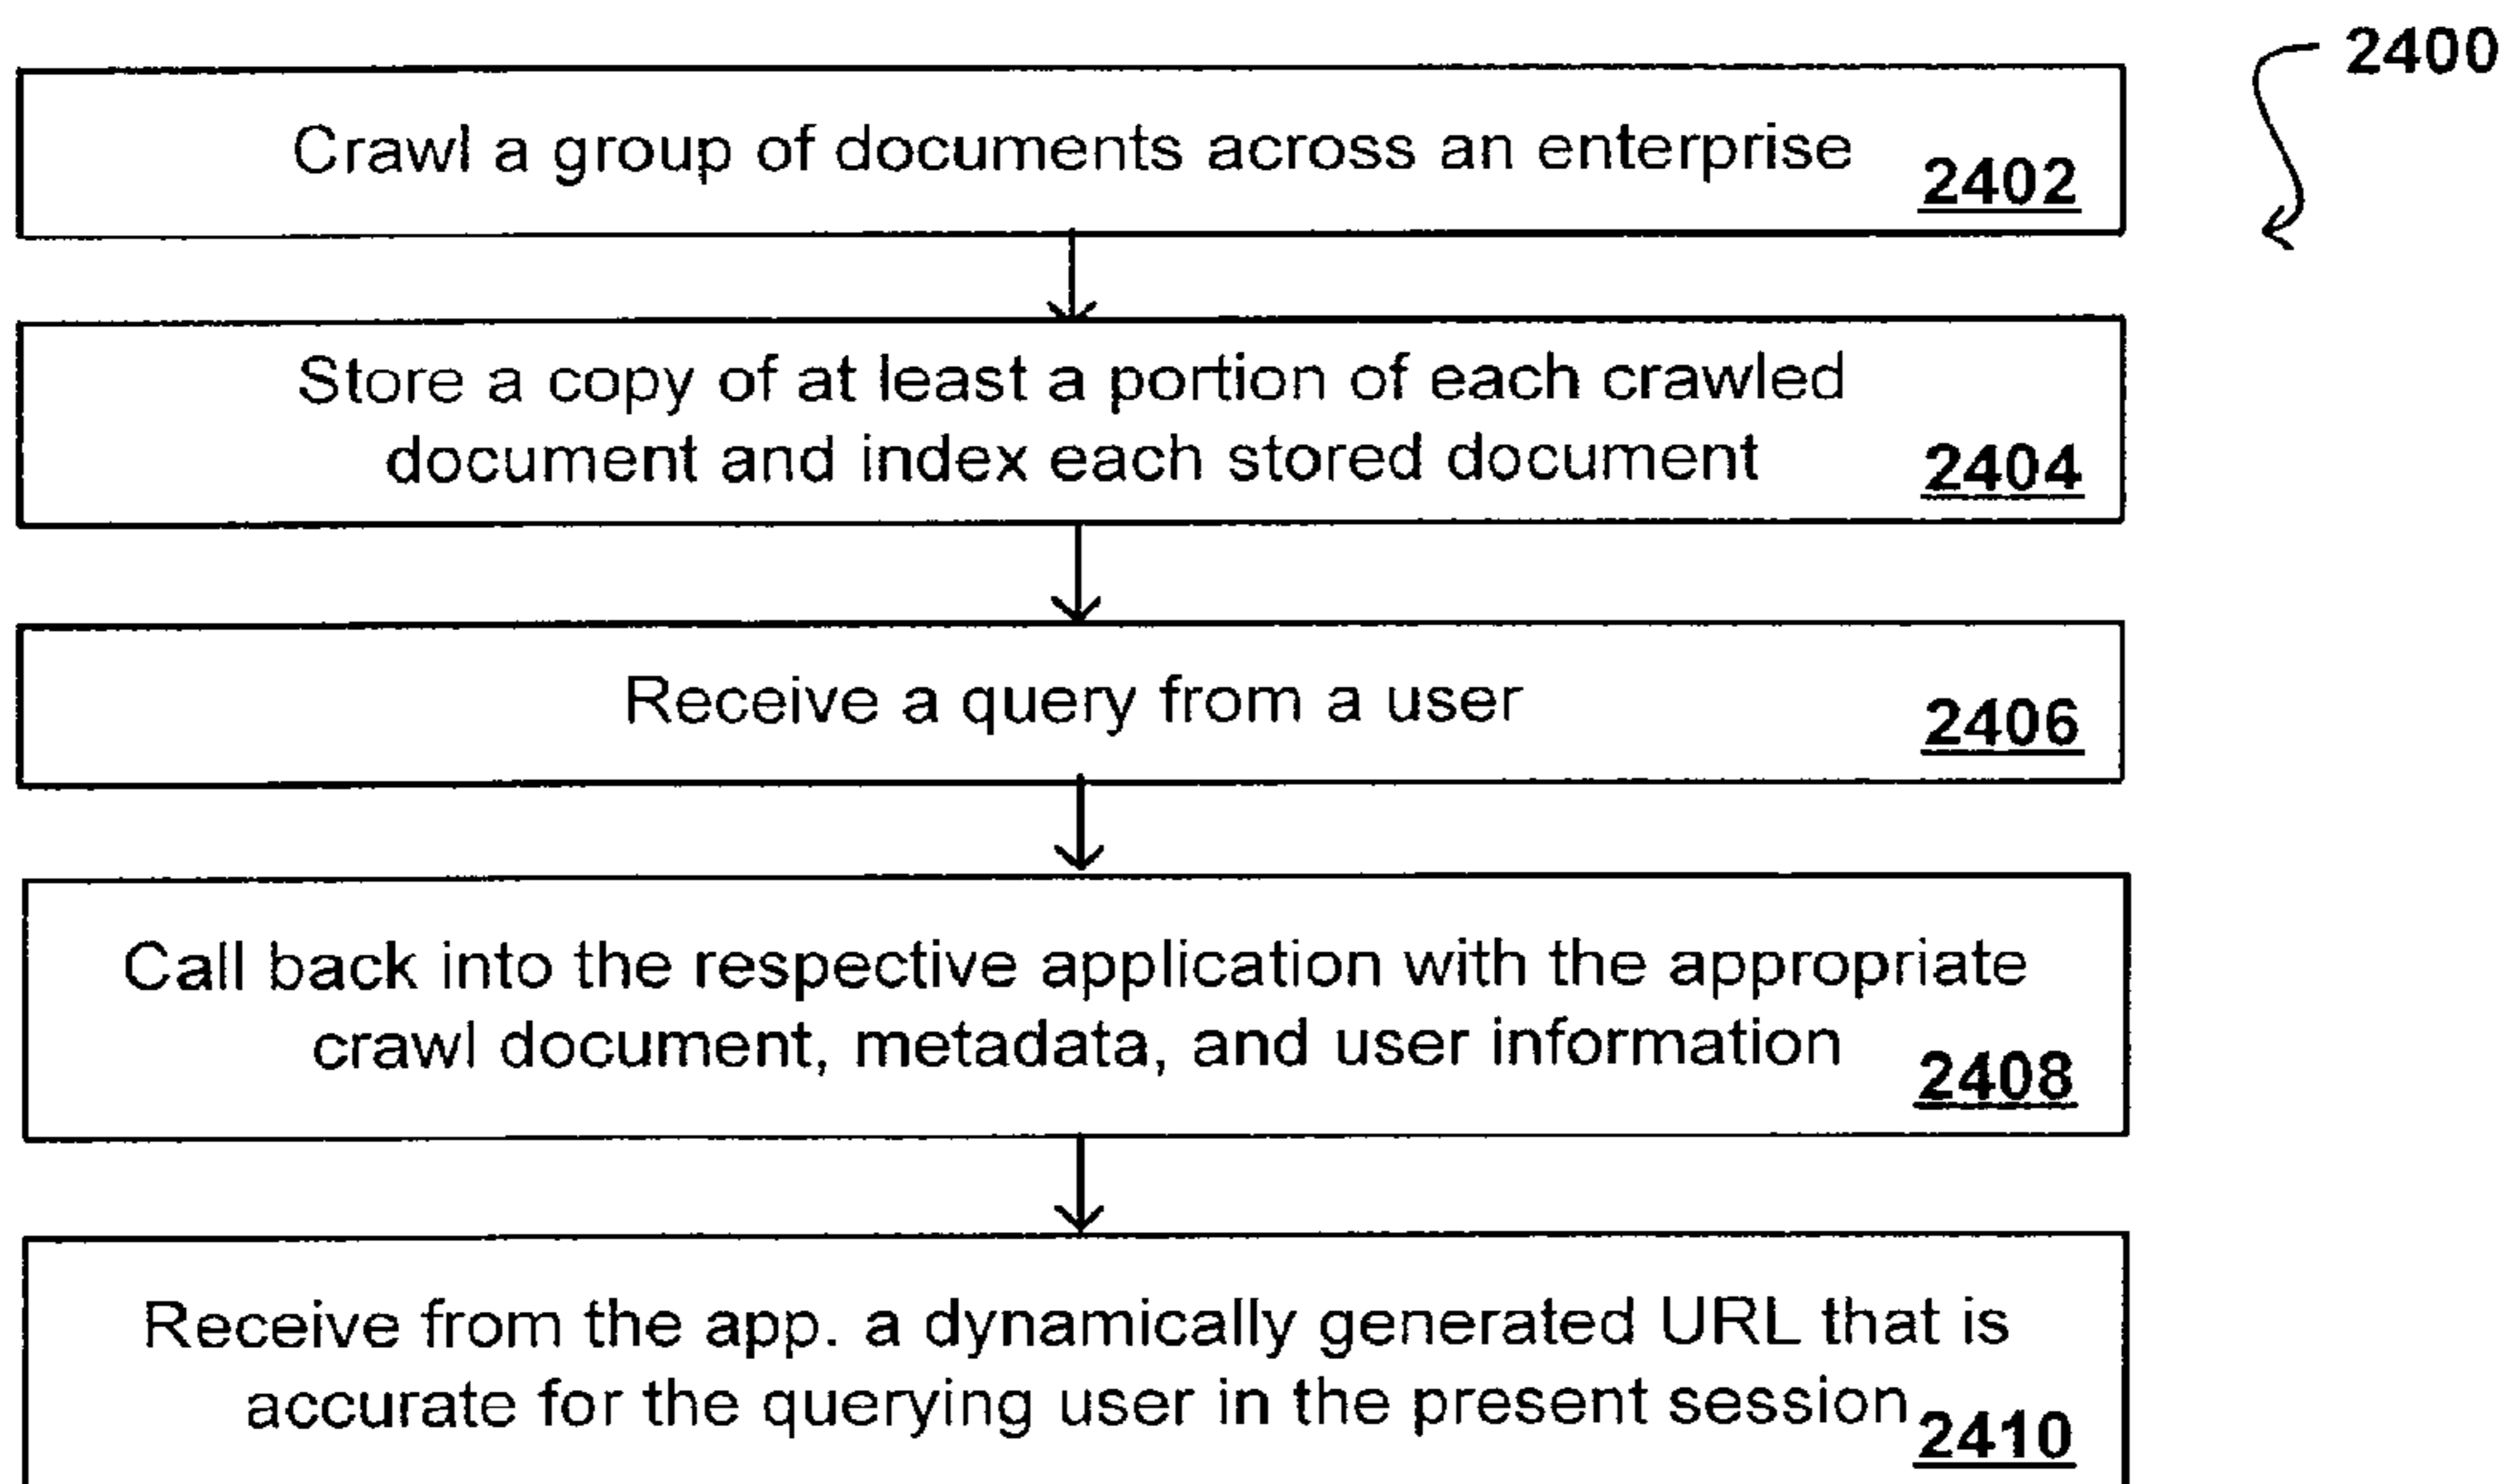 2400
Crawl a group of documents across an enterprise
2402
Store a copy of at least a portion of each crawled
document and index each stored document
2404
Receive a query from a user
2406
Call back into the respective application with the appropriate
crawl document, metadata, and user information
2408
Receive from the app. a dynamically generated URL that is
accurate for the querying user in the present session
2410